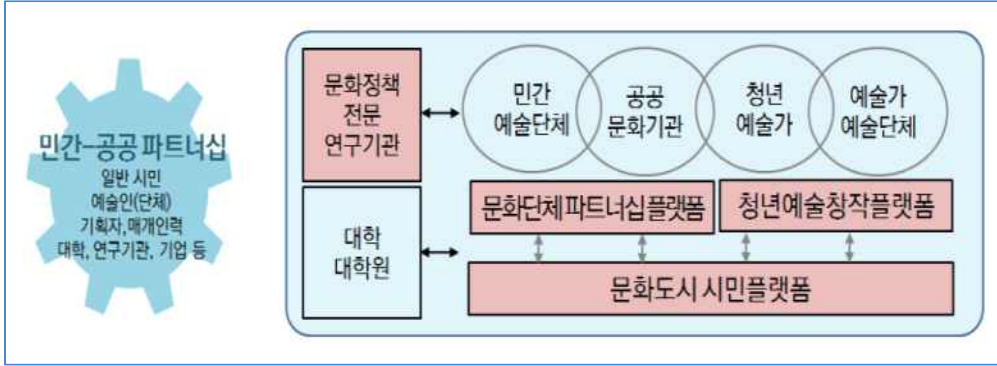 민간-공공 파트너십
일반 시민
예술인(단체)
기획자,매개인력
대학, 연구기관, 기업 등
문화정책
전문
연구기관
대학
대학원
민간
예술단체
공공
문화기관
청년
예술가
예술가
예술단체
문화단체파트너십플랫폼
청년예술창작플랫폼
문화도시 시민플랫폼